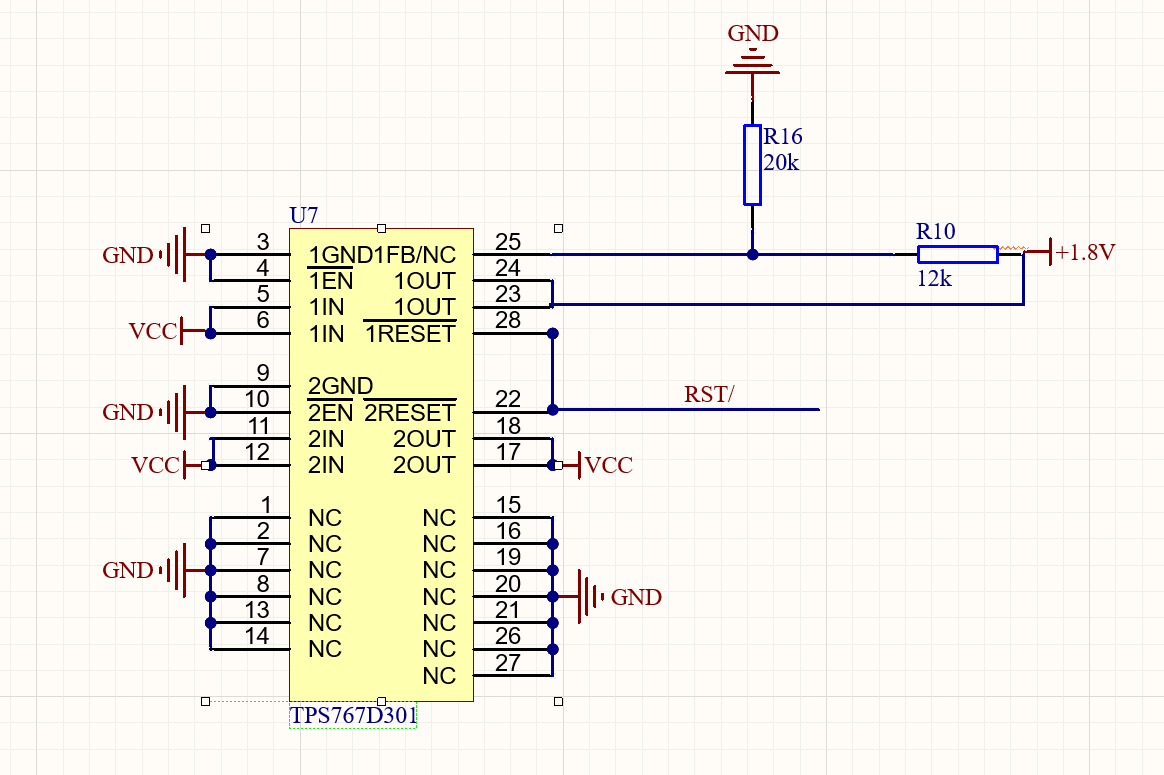 GND
R16
20k
U7
R10
12k
+1.8V
GND
3 1GND 1FB/NC 25
4 1EN 1OUT 24
5 1IN 1OUT 23
VCC
6 1IN 1RESET 28
9 2GND
GND
10 2EN 2RESET 22
RST/
11 2IN 2OUT 18
VCC
12 2IN 2OUT 17
VCC
1 NC NC 15
2 NC NC 16
GND
7 NC NC 19
8 NC NC 20
GND
13 NC NC 21
14 NC NC 26
NC 27
TPS767D301